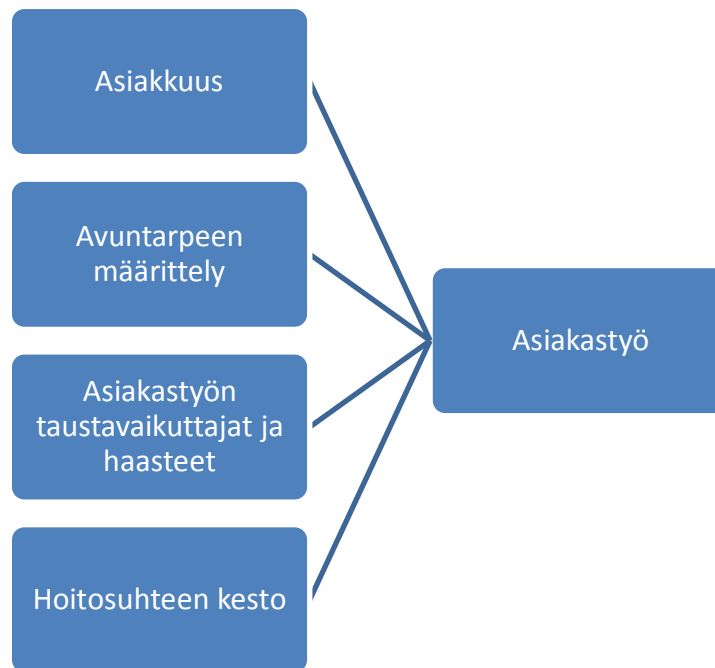 Asiakkuus
Avuntarpeen
määrittely
Asiakastyön
taustavaikuttajat ja
haasteet
Hoitosuhteen kesto
Asiakastyö